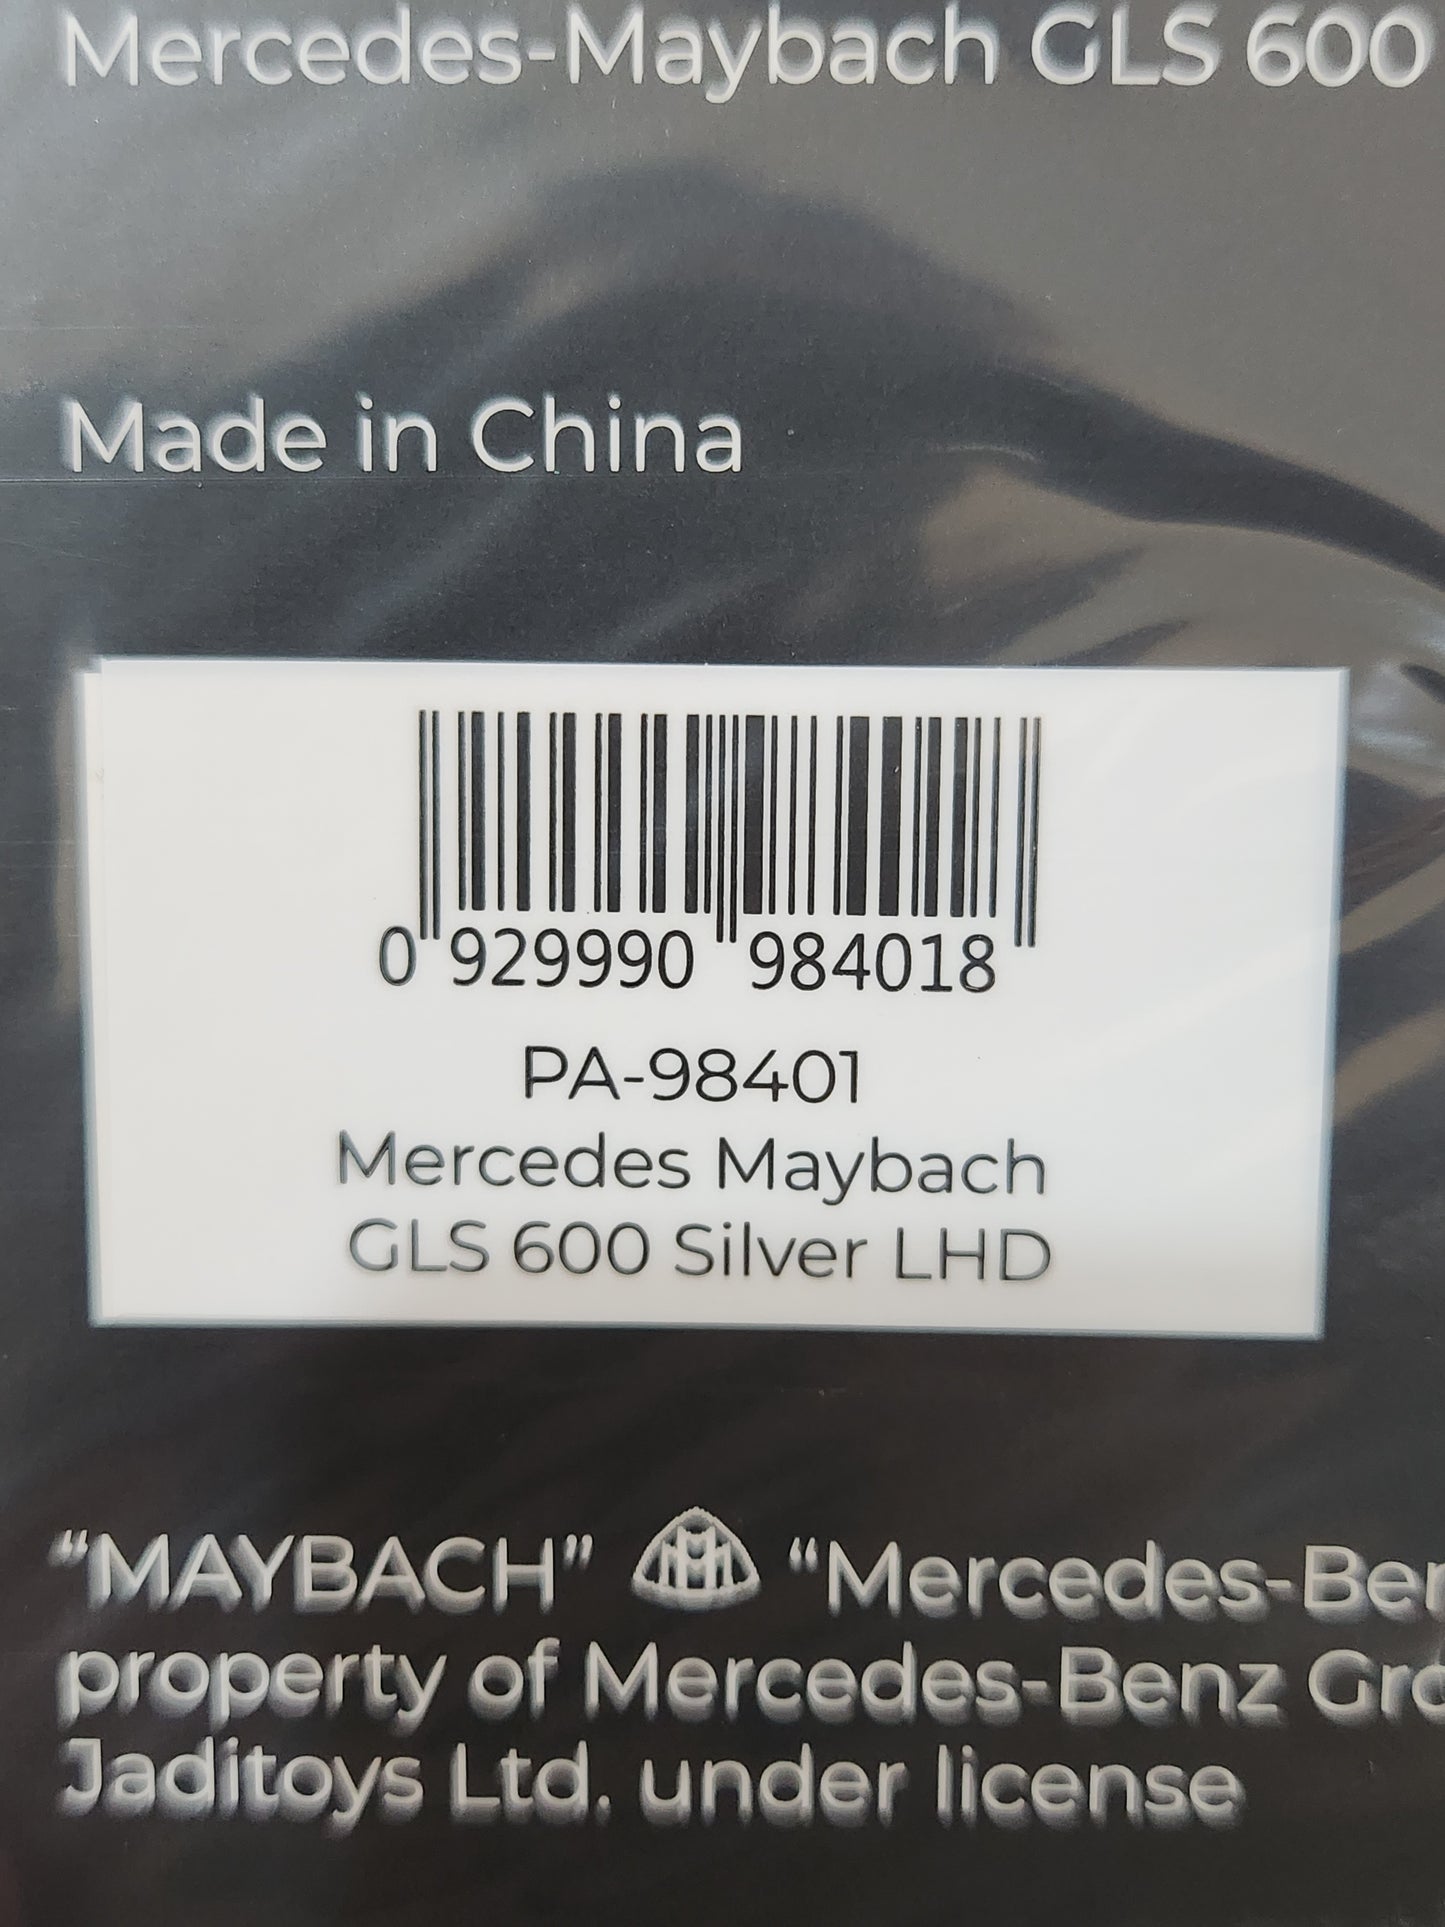 Mercedes-Maybach GLS 600
Made in China
0 929990 984018
PA-98401
Mercedes Maybach
GLS 600 Silver LHD
“MAYBACH” “Mercedes-
property of Mercedes-Benz
Jaditoys Ltd. under license